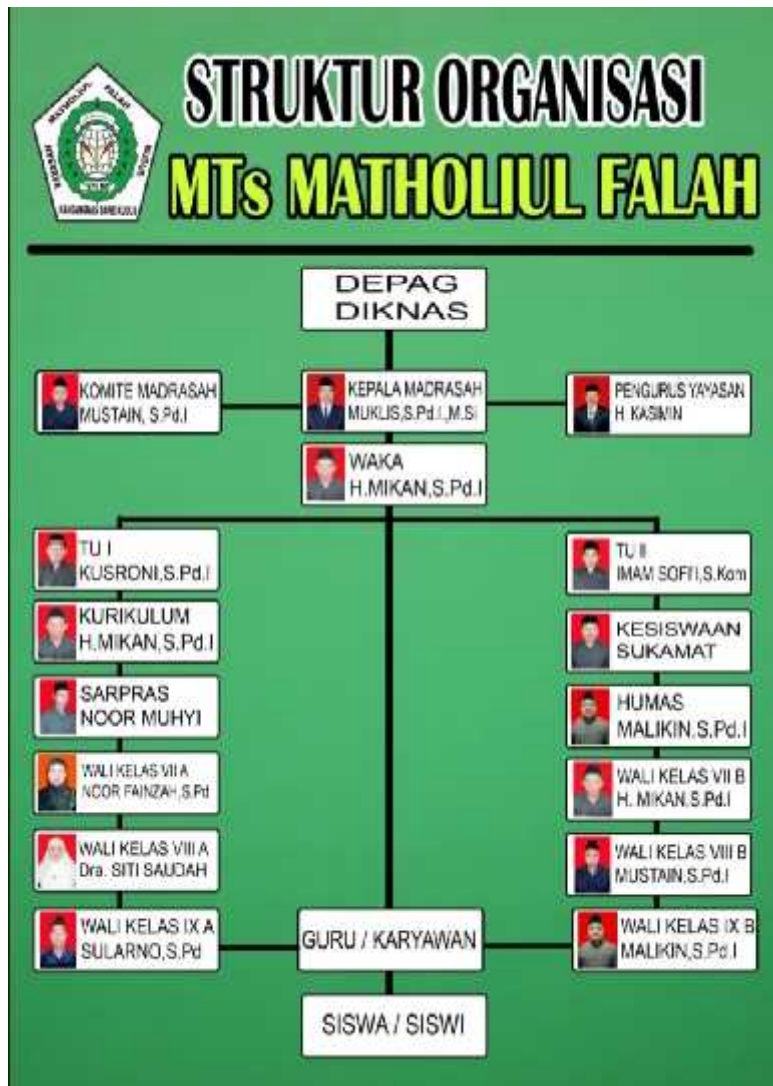 STRUKTUR ORGANISASI
MTs MATHOLIUL FALAH
DEPAG
DIKNAS
KOMITE MADRASAH
MUSTAIN, S.Pd.I
KEPALA MADRASAH
MUKLIS,S.Pd.I.,M.Si
PENGURUS YAYASAN
H. KASIMIN
WAKA
H.MIKAN,S.Pd.I
TU I
KUSRONI,S.Pd.I
TU II
IMAM SOFI'I,S.Kom
KURIKULUM
H.MIKAN,S.Pd.I
KESISWAAN
SUKAMAT
SARPRAS
NOOR MUHYI
HUMAS
MALIKIN.S.Pd.I
WALI KELAS VII A
NOOR FAINZAH,S.Pd
WALI KELAS VII B
H. MIKAN,S.Pd.I
WALI KELAS VIII A
Dra. SITI SAUDAH
WALI KELAS VIII B
MUSTAIN,S.Pd.I
WALI KELAS IX A
SULARNO,S.Pd
GURU / KARYAWAN
WALI KELAS IX B
MALIKIN,S.Pd.I
SISWA / SISWI